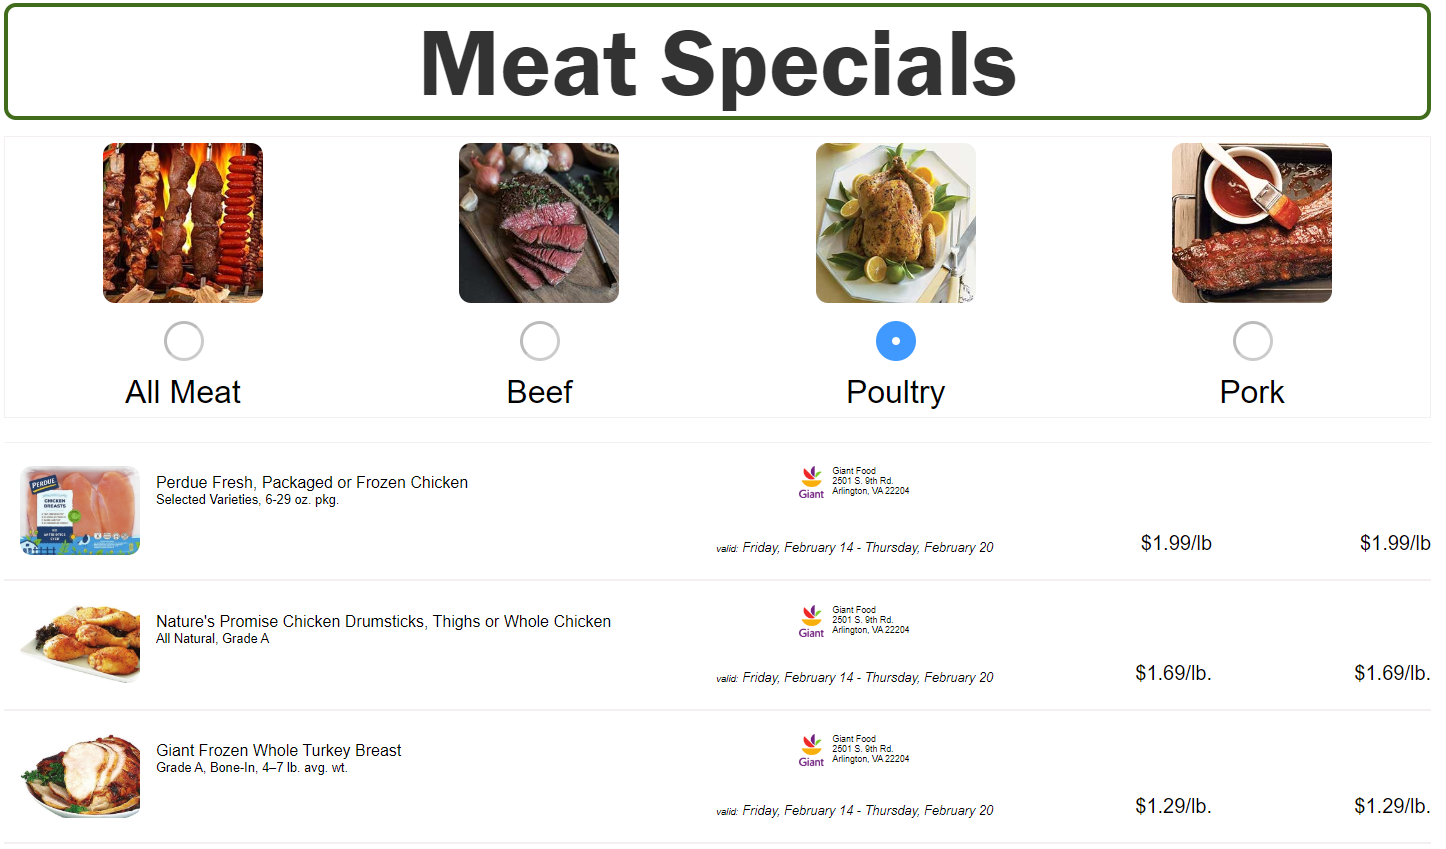 Meat Specials
All Meat
Beef
Poultry
Pork
PERDUE
CHICKEN
BREASTS
Perdue Fresh, Packaged or Frozen Chicken
Selected Varieties, 6-29 oz. pkg.
Giant
Giant Food
2501 S. 9th Rd.
Arlington, VA 22204
valid: Friday, February 14 - Thursday, February 20
$1.99/lb
$1.99/lb
Nature's Promise Chicken Drumsticks, Thighs or Whole Chicken
All Natural, Grade A
Giant
Giant Food
2501 S. 9th Rd.
Arlington, VA 22204
valid: Friday, February 14 - Thursday, February 20
$1.69/lb.
$1.69/lb.
Giant Frozen Whole Turkey Breast
Grade A, Bone-In, 4–7 lb. avg. wt.
Giant
Giant Food
2501 S. 9th Rd.
Arlington, VA 22204
valid: Friday, February 14 - Thursday, February 20
$1.29/lb.
$1.29/lb.